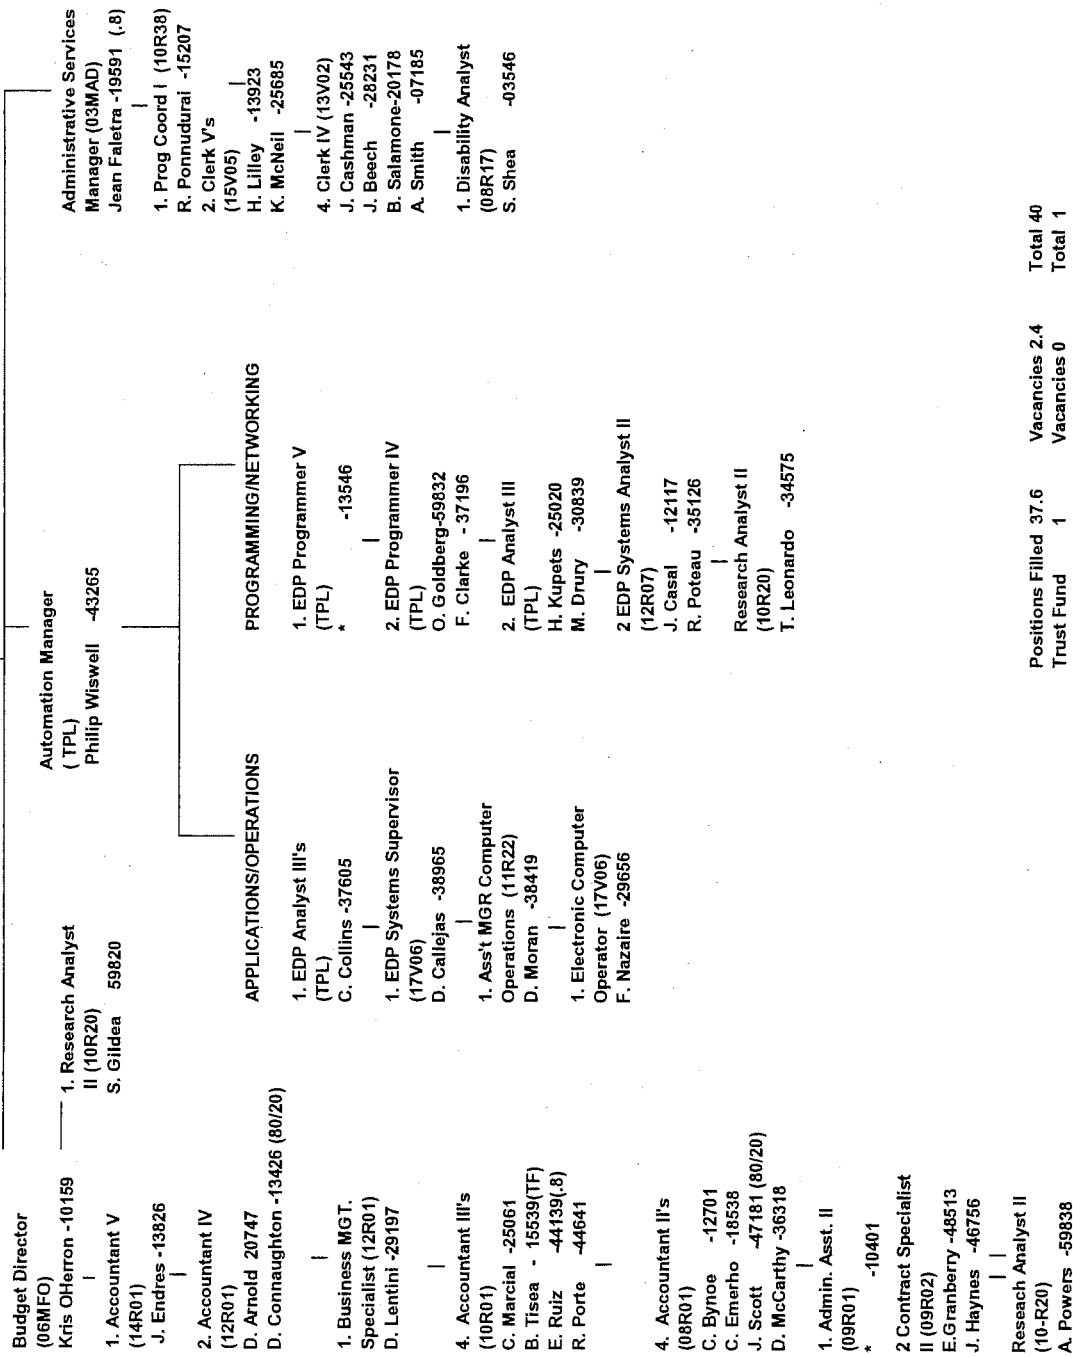 Budget Director
(06MFO)
Kris OHerron -10159
1. Accountant V
(14R01)
J. Endres -13826
2. Accountant IV
(12R01)
D. Arnold 20747
D. Connaughton -13426 (80/20)
1. Business MGT.
Specialist (12R01)
D. Lentini -29197
4. Accountant III's
(10R01)
C. Marcial -25061
B. Tisea - 15539(TF)
E. Ruiz -44139(.8)
R. Porte -44641
4. Accountant II's
(08R01)
C. Bynoe -12701
C. Emerho -18538
J. Scott -47181 (80/20)
D. McCarthy -36318
1. Admin. Asst. II
(09R01)
* -10401
2 Contract Specialist
II (09R02)
E.Granberry -48513
J. Haynes -46756
Reseach Analyst II
(10-R20)
A. Powers -59838
1. Research Analyst
II (10R20)
S. Gildea 59820
Automation Manager
( TPL)
Philip Wiswell -43265
APPLICATIONS/OPERATIONS
1. EDP Analyst III's
(TPL)
C. Collins -37605
1. EDP Systems Supervisor
(17V06)
D. Callejas -38965
1. Ass't MGR Computer
Operations (11R22)
D. Moran -38419
1. Electronic Computer
Operator (17V06)
F. Nazaire -29656
PROGRAMMING/NETWORKING
1. EDP Programmer V
(TPL)
* -13546
2. EDP Programmer IV
(TPL)
O. Goldberg-59832
F. Clarke - 37196
2. EDP Analyst III
(TPL)
H. Kupets -25020
M. Drury -30839
2 EDP Systems Analyst II
(12R07)
J. Casal -12117
R. Poteau -35126
Research Analyst II
(10R20)
T. Leonardo -34575
Administrative Services
Manager (03MAD)
Jean Faletra -19591 (.8)
1. Prog Coord I (10R38)
R. Ponnudurai -15207
2. Clerk V's
(15V05)
H. Lilley -13923
K. McNeil -25685
4. Clerk IV (13V02)
J. Cashman -25543
J. Beech -28231
B. Salamone-20178
A. Smith -07185
1. Disability Analyst
(08R17)
S. Shea -03546
Positions Filled 37.6 Vacancies 2.4 Total 40
Trust Fund 1 Vacancies 0 Total 1